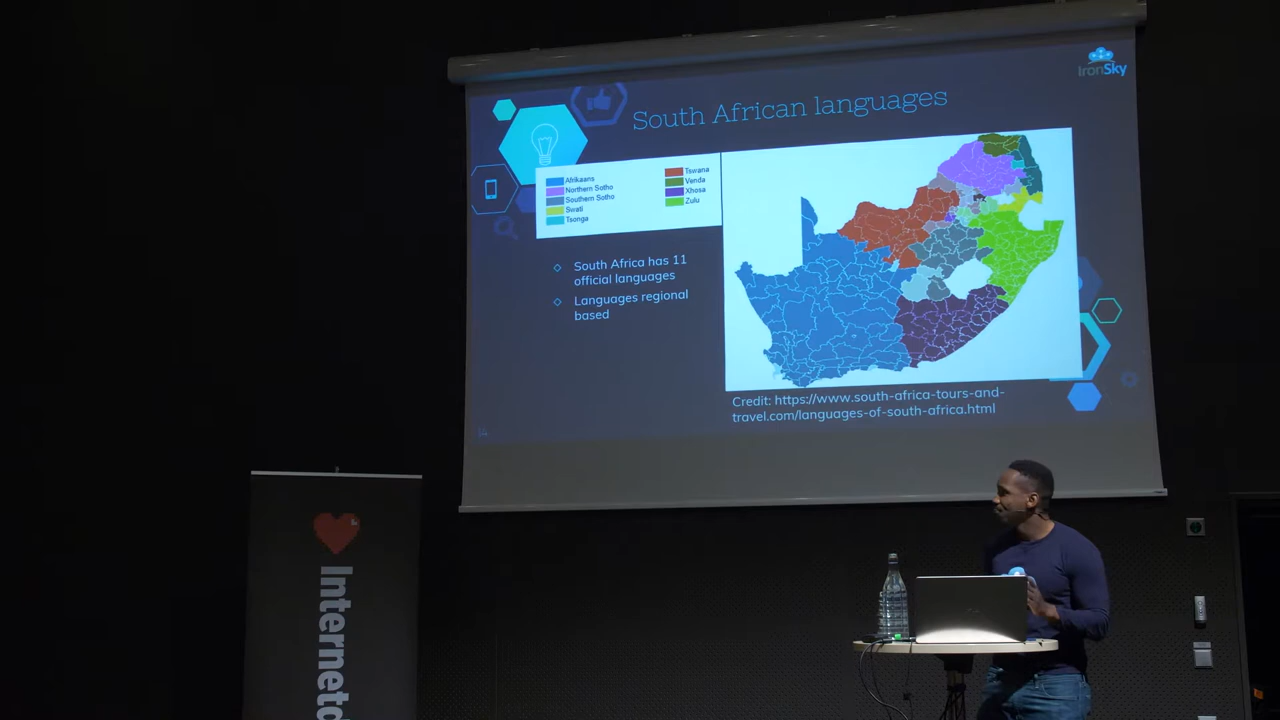 IronSky
South African languages
Afrikaans
Northern Sotho
Southern Sotho
Swati
Tsonga
Tswana
Venda
Xhosa
Zulu
South Africa has 11
official languages
Languages regional
based
Credit: https://www.south-africa-tours-and-
travel.com/languages-of-south-africa.html